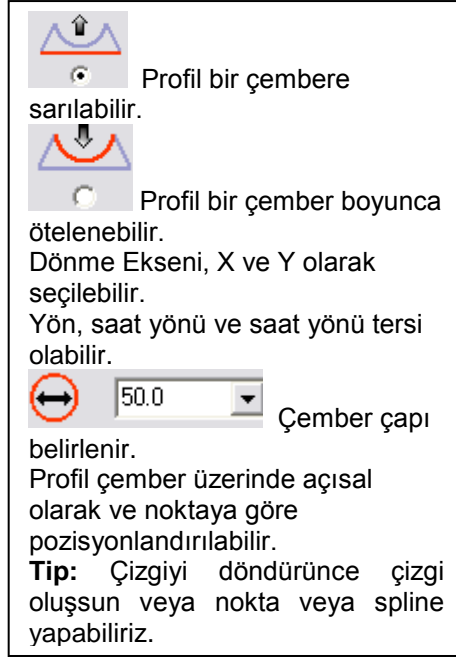 Profil bir çembere
sarılabilir.
Profil bir çember boyunca
ötelenebilir.
Dönme Ekseni, X ve Y olarak
seçilebilir.
Yön, saat yönü ve saat yönü tersi
olabilir.
50.0 Çember çapı
belirlenir.
Profil çember üzerinde açısal
olarak ve noktaya göre
pozisyonlandırılabilir.
Tip: Çizgiyi döndürünce çizgi
oluşsun veya nokta veya spline
yapabiliriz.